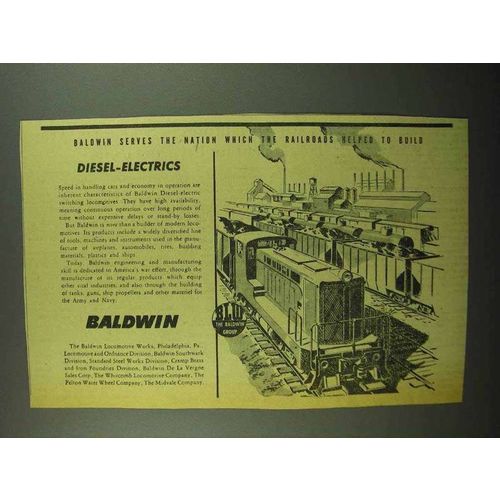 BALDWIN SERVES THE NATION WHICH THE RAILROADS HELPED TO BUILD
DIESEL-ELECTRICS
Speed in handling cars and economy in operation are
inherent characteristics of Baldwin Diesel-electric
switching locomotives. They have high availability,
meaning continuous operation over long periods of
time without expensive delays or stand-by losses.
But Baldwin is now more than a builder of modern loco-
motives. Its products include a widely diversified line
of tools, machines and instruments used in the manu-
facture of airplanes, automobiles, tires, building
materials, plastics and ships.
Today Baldwin engineering and manufacturing
skill is dedicated to America's war effort, through the
manufacture of its regular products which equip
other vital industries, and also through the building
of tanks, guns, ship propellers and other materiel for
the Army and Navy.
BALDWIN
The Baldwin Locomotive Works, Philadelphia, Pa.
Locomotive and Ordnance Division, Baldwin Southwark
Division, Standard Steel Works Division, Cramp Brass
and Iron Foundries Division, Baldwin De La Vergne
Sales Corp, The Whitcomb Locomotive Company, The
Pelton Water Wheel Company, The Midvale Company.
BLW
THE BALDWIN
GROUP